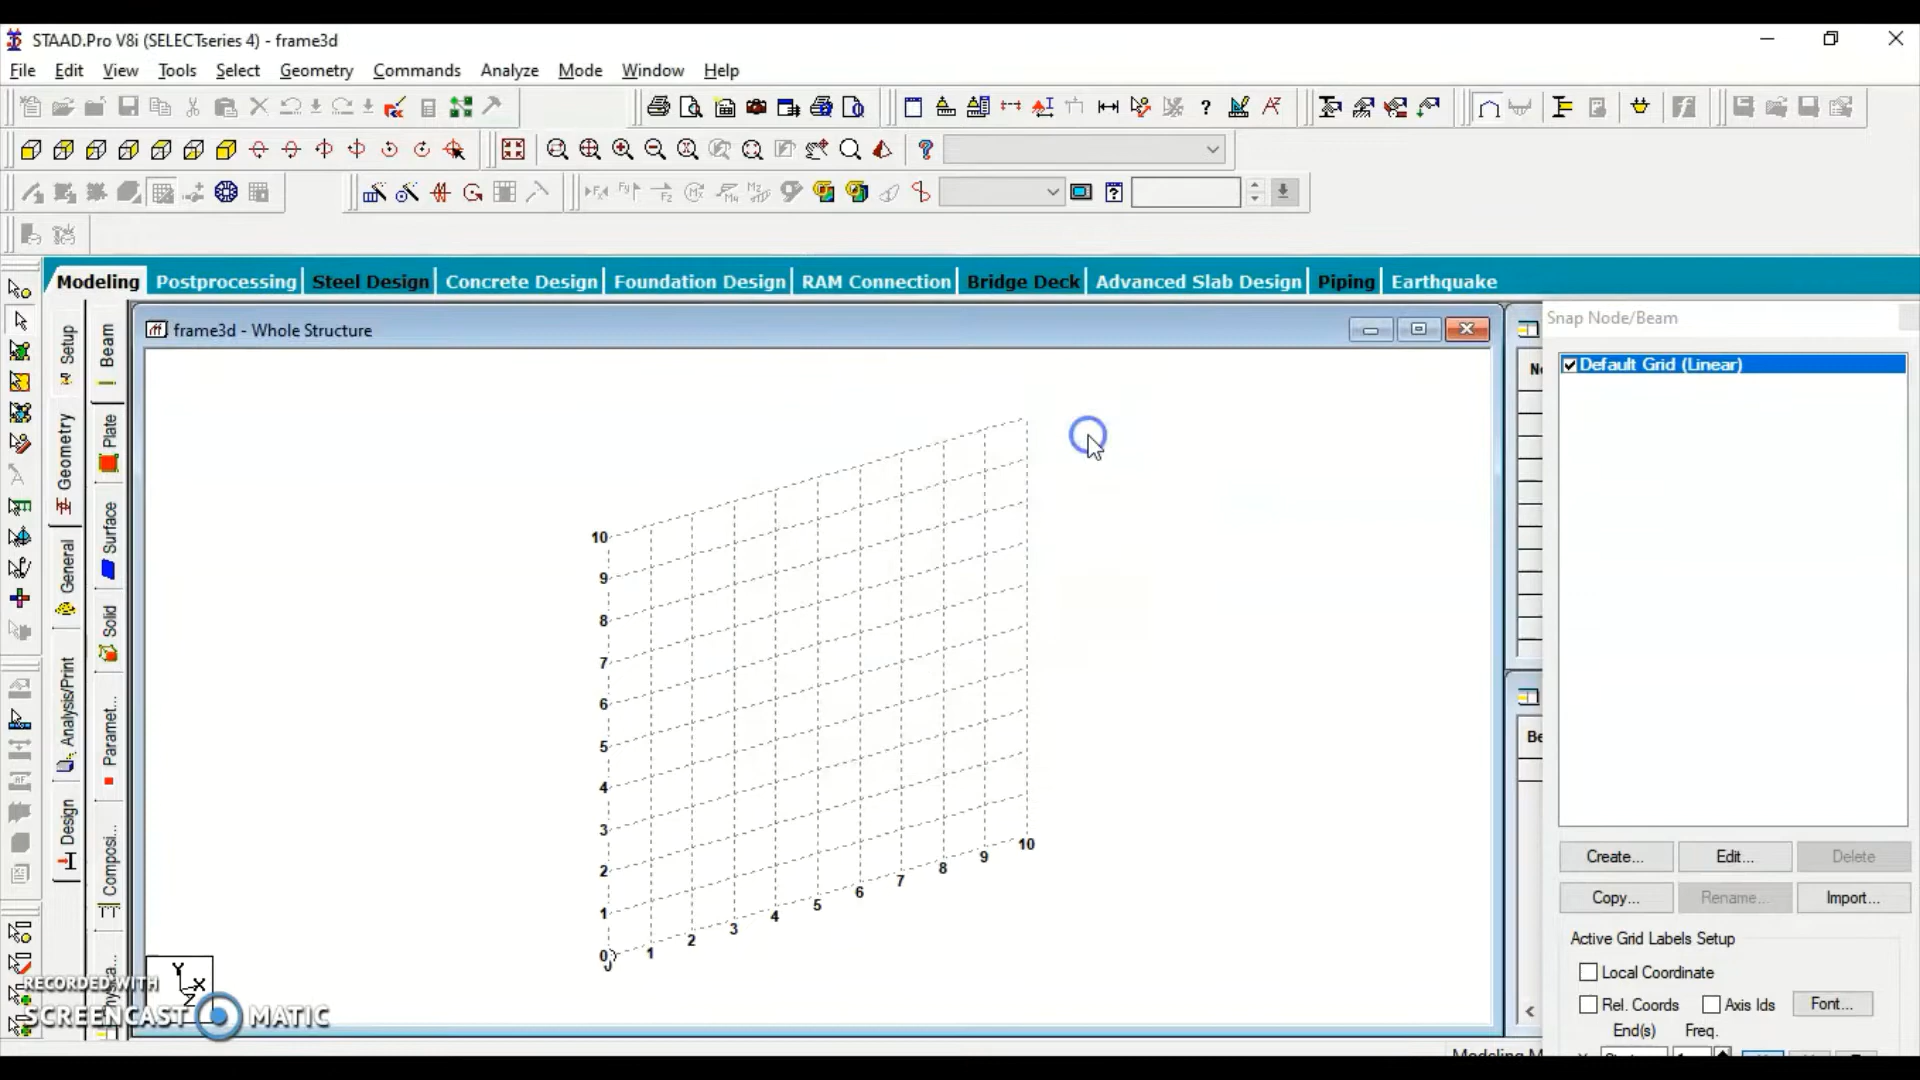 STAAD.Pro V8i (SELECTseries 4) - frame3d
File Edit View Tools Select Geometry Commands Analyze Mode Window Help
Modeling Postprocessing Steel Design Concrete Design Foundation Design RAM Connection Bridge Deck Advanced Slab Design Piping Earthquake
frame3d - Whole Structure
Snap Node/Beam
Default Grid (Linear)
Setup
Geometry
General
Analysis/Print
Design
Beam
Plate
Surface
Solid
Paramet...
Composi...
10
9
8
7
6
5
4
3
2
1
0
0
1
2
3
4
5
6
7
8
9
10
Y
X
Z
Be
Create... Edit... Delete
Copy... Rename... Import...
Active Grid Labels Setup
Local Coordinate
Rel. Coords Axis Ids Font...
End(s) Freq.
RECORDED WITH
SCREENCAST MATIC